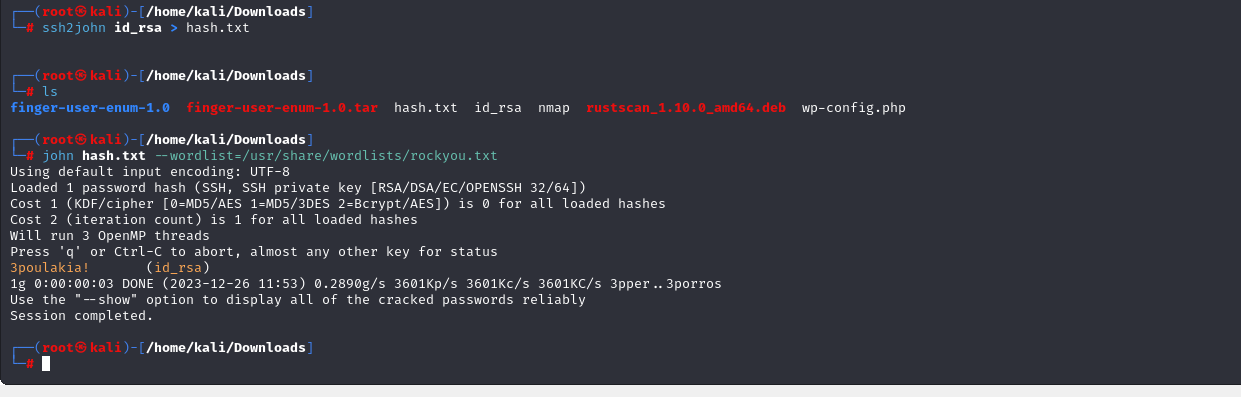 ┌──(root㉿kali)-[/home/kali/Downloads]
└─# ssh2john id_rsa > hash.txt
┌──(root㉿kali)-[/home/kali/Downloads]
└─# ls
finger-user-enum-1.0  finger-user-enum-1.0.tar  hash.txt  id_rsa  nmap  rustscan_1.10.0_amd64.deb  wp-config.php
┌──(root㉿kali)-[/home/kali/Downloads]
└─# john hash.txt --wordlist=/usr/share/wordlists/rockyou.txt
Using default input encoding: UTF-8
Loaded 1 password hash (SSH, SSH private key [RSA/DSA/EC/OPENSSH 32/64])
Cost 1 (KDF/cipher [0=MD5/AES 1=MD5/3DES 2=Bcrypt/AES]) is 0 for all loaded hashes
Cost 2 (iteration count) is 1 for all loaded hashes
Will run 3 OpenMP threads
Press 'q' or Ctrl-C to abort, almost any other key for status
3poulakia!       (id_rsa)
1g 0:00:00:03 DONE (2023-12-26 11:53) 0.2890g/s 3601Kp/s 3601Kc/s 3601KC/s 3pper..3porros
Use the "--show" option to display all of the cracked passwords reliably
Session completed.
┌──(root㉿kali)-[/home/kali/Downloads]
└─#